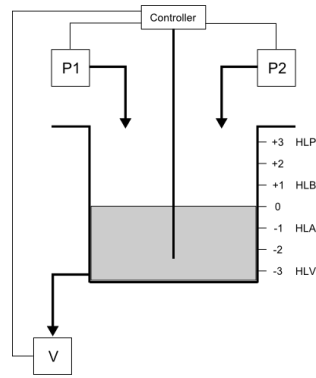 Controller
P1
P2
+3 HLP
+2
+1 HLB
0
-1 HLA
-2
-3 HLV
V